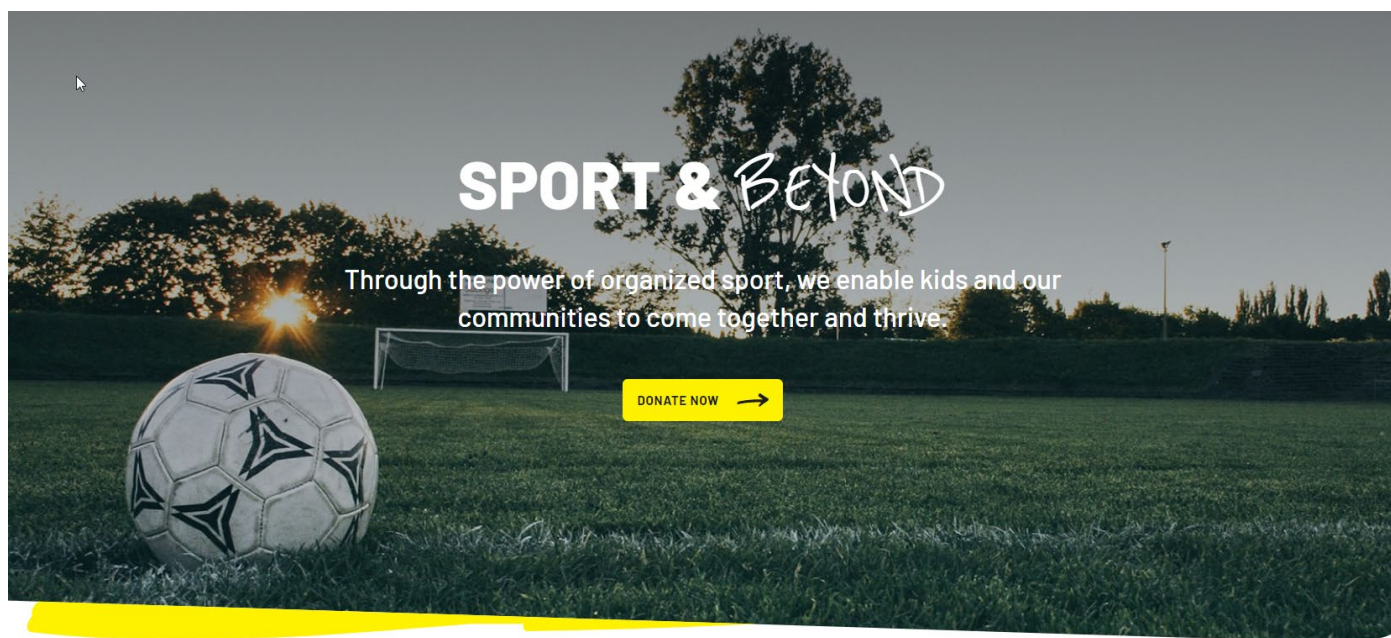 SPORT & BEYOND
Through the power of organized sport, we enable kids and our
communities to come together and thrive.
DONATE NOW